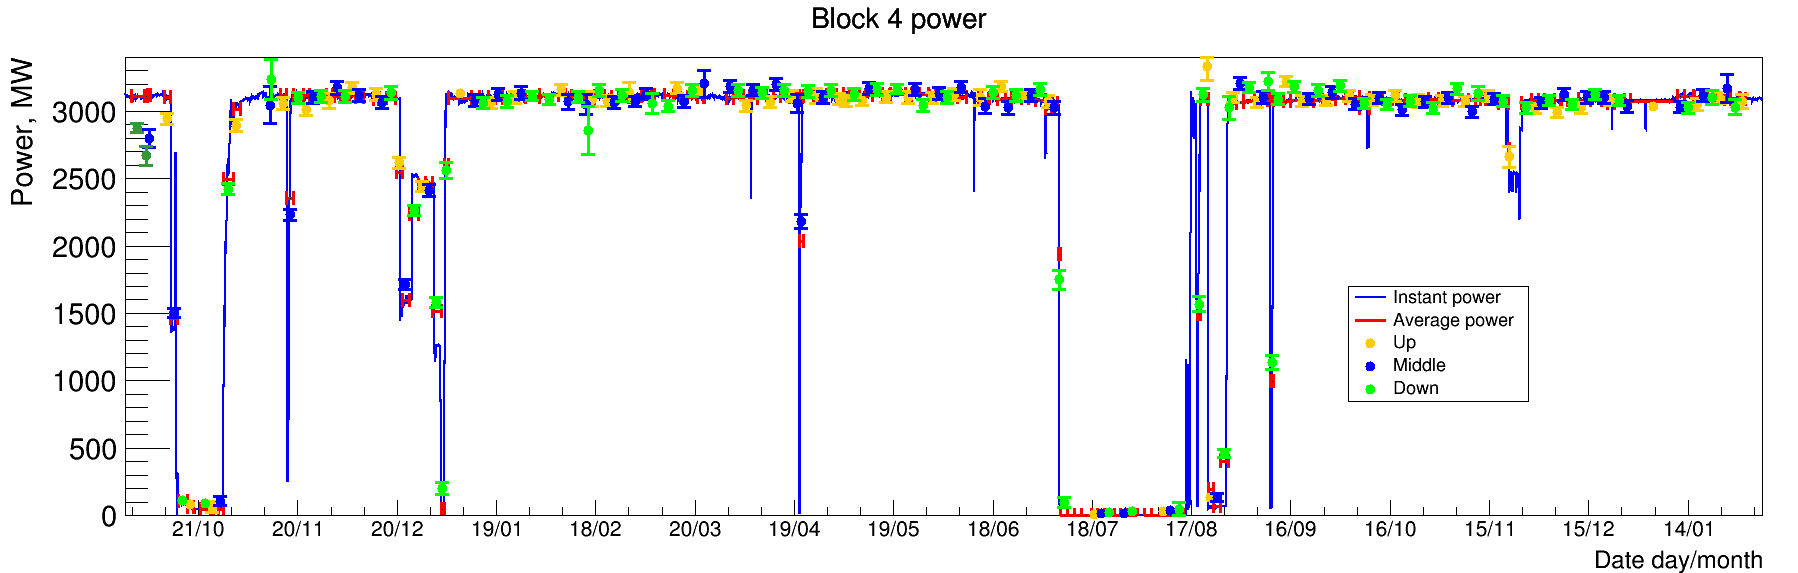 Block 4 power
Power, MW
3000
2500
2000
1500
1000
500
0
Instant power
Average power
Up
Middle
Down
21/10 20/11 20/12 19/01 18/02 20/03 19/04 19/05 18/06 18/07 17/08 16/09 16/10 15/11 15/12 14/01
Date day/month